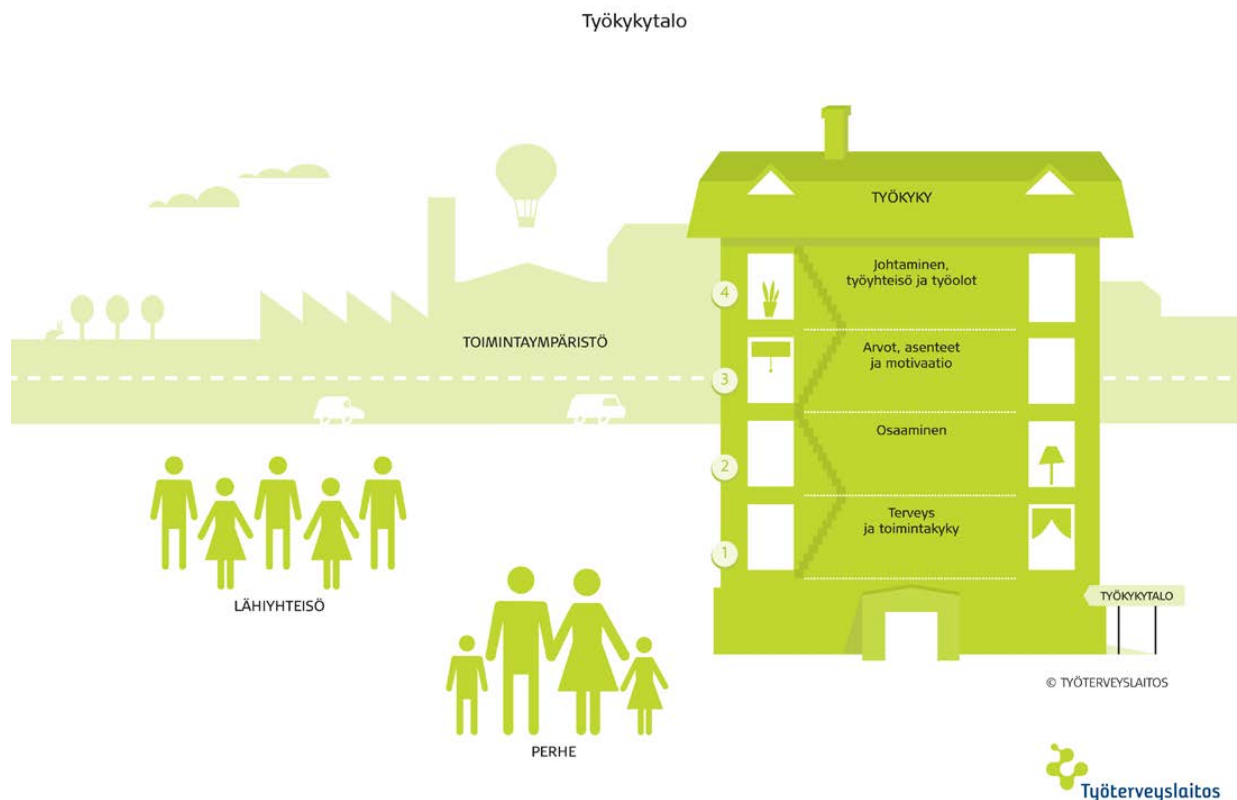 Työkykytalo
TYÖKYKY
4
Johtaminen,
työyhteisö ja työolot
TOIMINTAYMPÄRISTÖ
3
Arvot, asenteet
ja motivaatio
2
Osaaminen
1
Terveys
ja toimintakyky
LÄHIYHTEISÖ
PERHE
TYÖKYKYTALO
© TYÖTERVEYSLAITOS
Työterveyslaitos